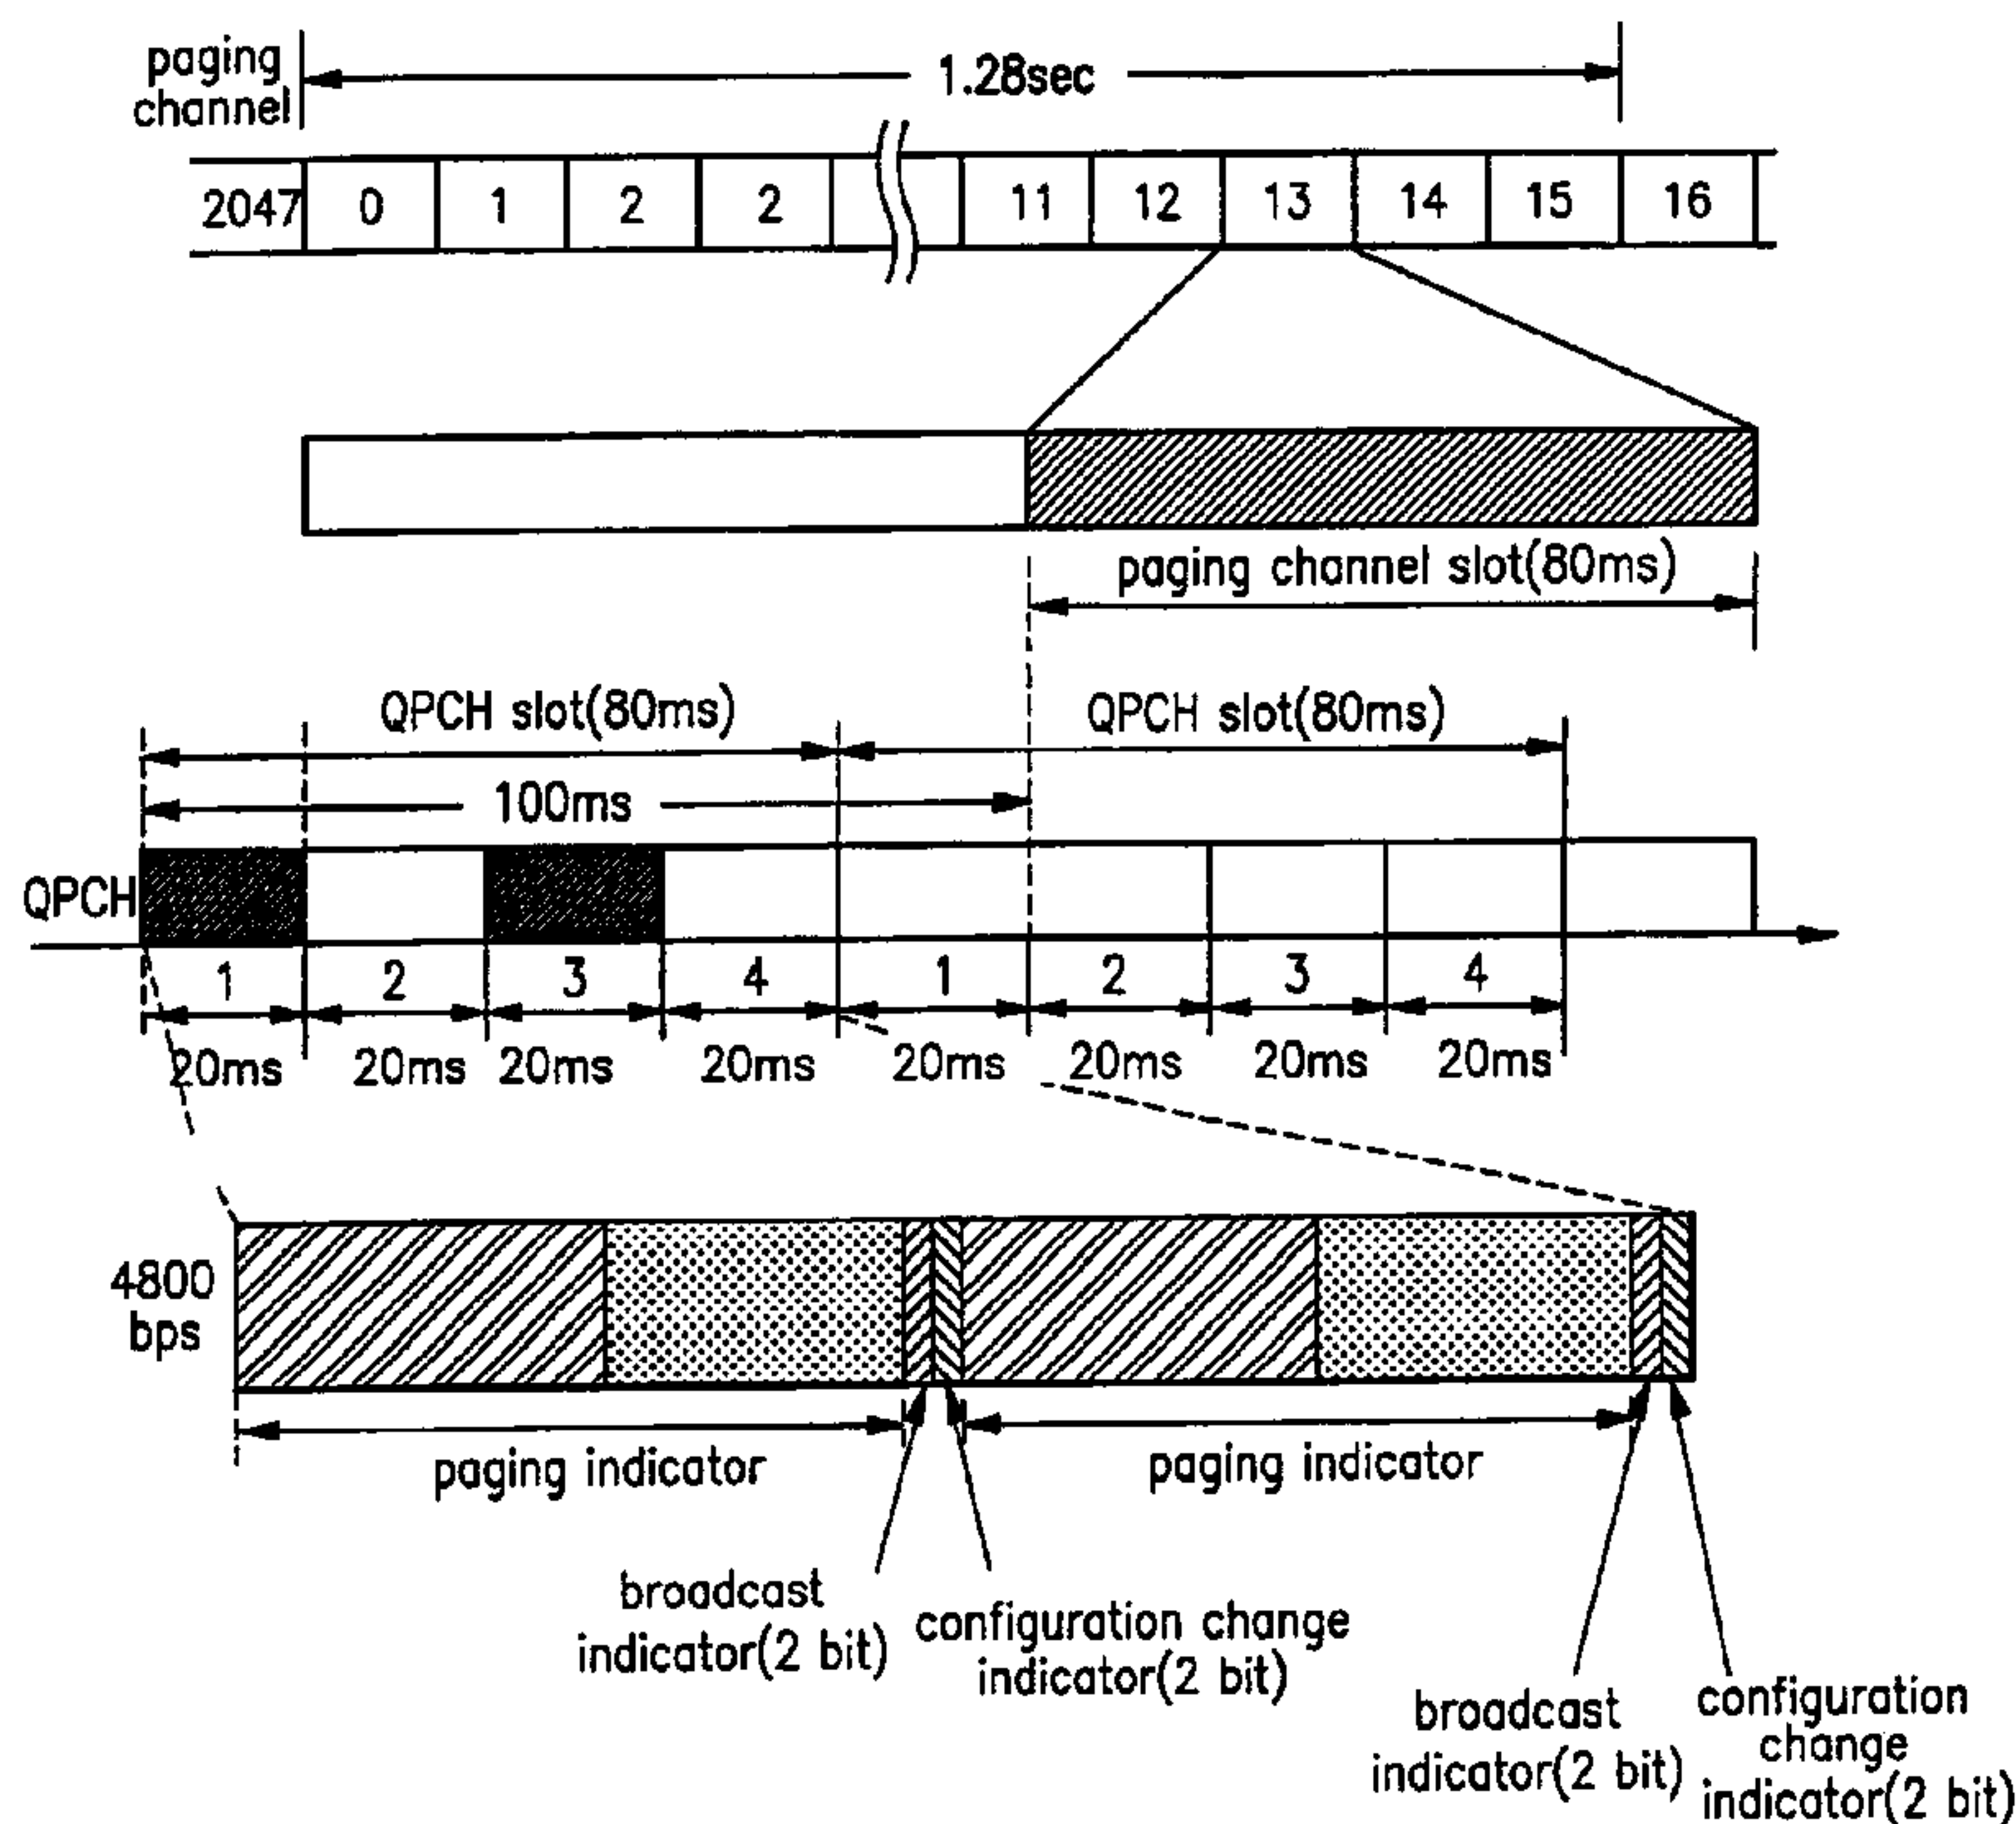 paging
channel
1.28sec
2047 0 1 2 2 11 12 13 14 15 16
paging channel slot(80ms)
QPCH slot(80ms) QPCH slot(80ms)
100ms
QPCH
1 2 3 4 1 2 3 4
20ms 20ms 20ms 20ms 20ms 20ms 20ms 20ms
4800
bps
paging indicator paging indicator
broadcast
indicator(2 bit)
configuration change
indicator(2 bit)
broadcast
indicator(2 bit)
configuration
change
indicator(2 bit)